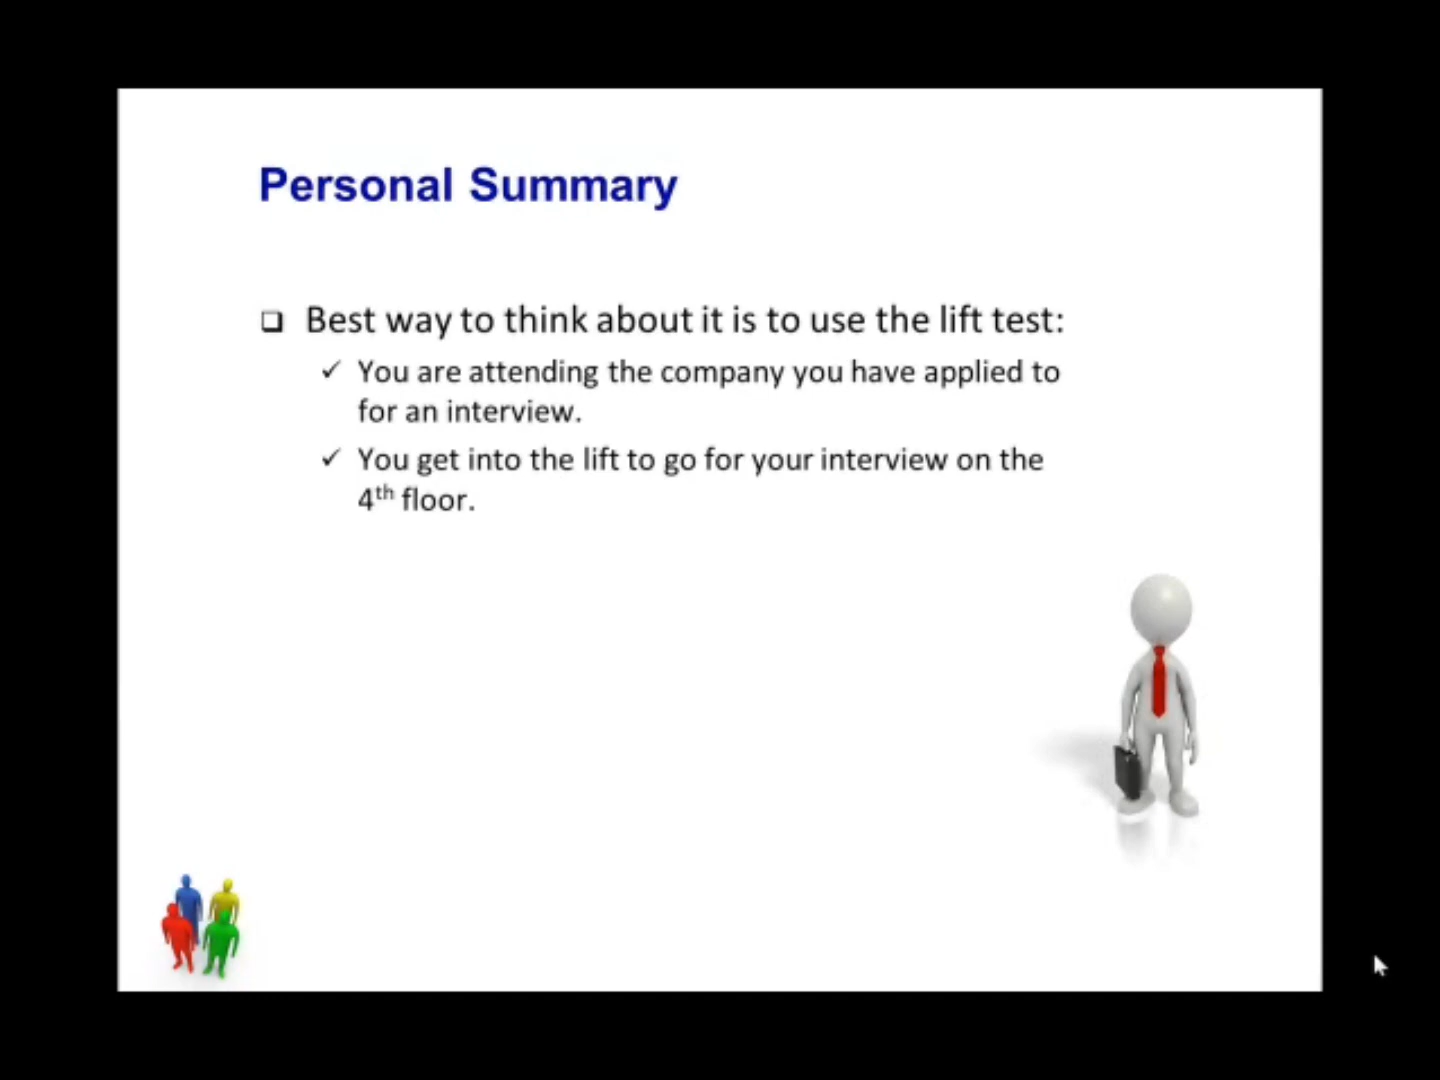 Personal Summary
Best way to think about it is to use the lift test:
You are attending the company you have applied to
for an interview.
You get into the lift to go for your interview on the
4th floor.